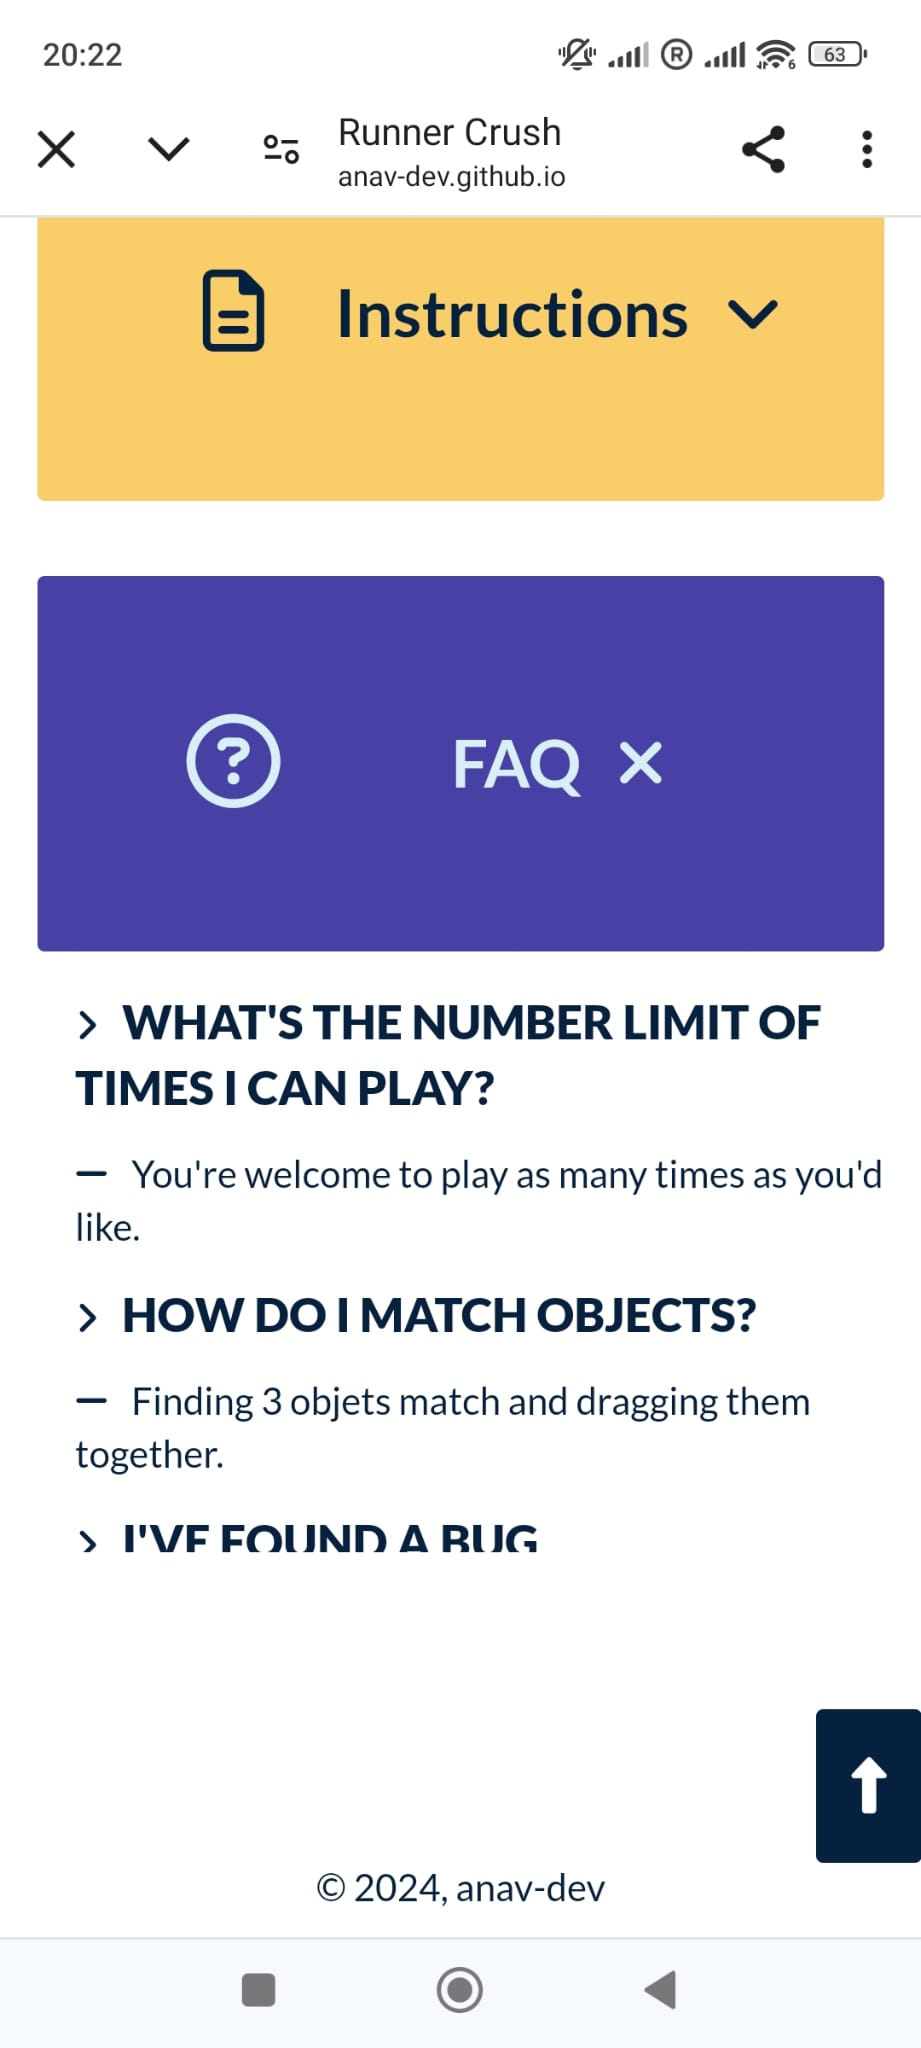 20:22
R
6
63
Runner Crush
anav-dev.github.io
Instructions
? FAQ ×
> WHAT'S THE NUMBER LIMIT OF
TIMES I CAN PLAY?
— You're welcome to play as many times as you'd
like.
> HOW DO I MATCH OBJECTS?
— Finding 3 objets match and dragging them
together.
> I'VE FOUND A BUG
© 2024, anav-dev